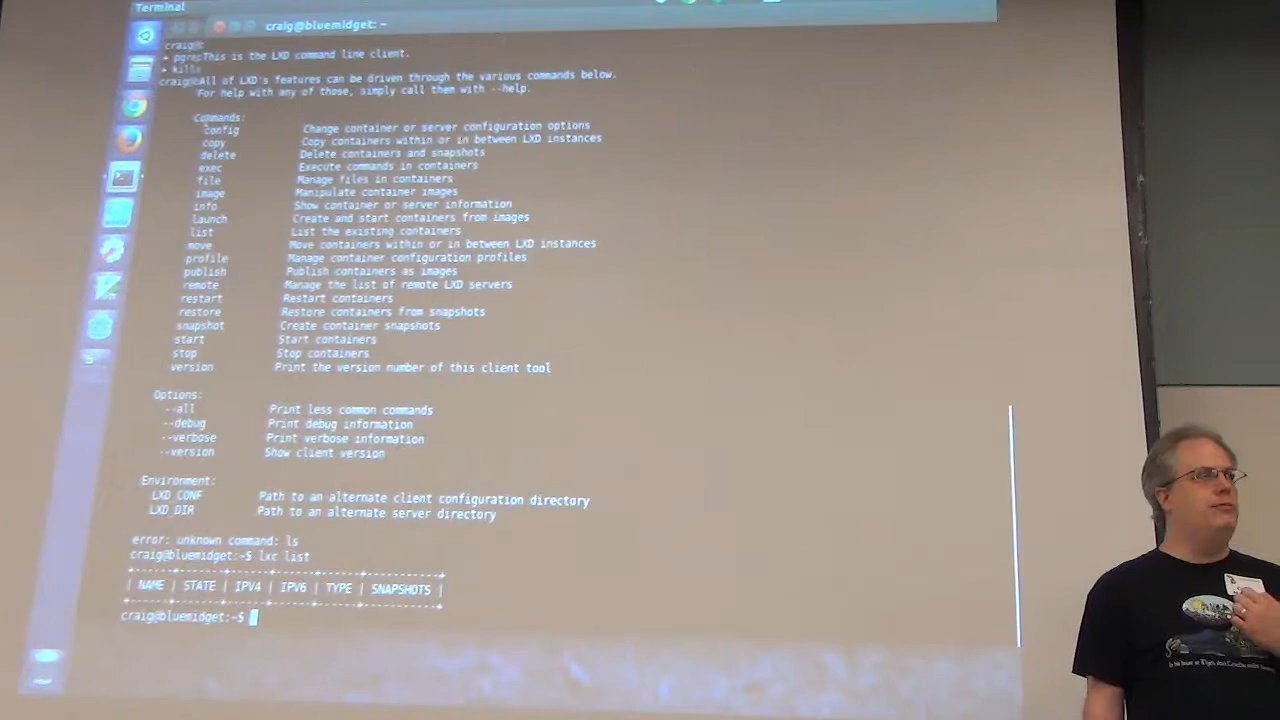 Terminal
craig@bluemidget: ~
craig@
This is the LXD command line client.
craig@
All of LXD's features can be driven through the various commands below.
For help with any of those, simply call them with --help.
Commands:
config Change container or server configuration options
copy Copy containers within or in between LXD instances
delete Delete containers and snapshots
exec Execute commands in containers
file Manage files in containers
image Manipulate container images
info Show container or server information
launch Create and start containers from images
list List the existing containers
move Move containers within or in between LXD instances
profile Manage container configuration profiles
publish Publish containers as images
remote Manage the list of remote LXD servers
restart Restart containers
restore Restore containers from snapshots
snapshot Create container snapshots
start Start containers
stop Stop containers
version Print the version number of this client tool
Options:
--all Print less common commands
--debug Print debug information
--verbose Print verbose information
--version Show client version
Environment:
LXD_CONF Path to an alternate client configuration directory
LXD_DIR Path to an alternate server directory
error: unknown command: ls
craig@bluemidget:~$ lxc list
| NAME | STATE | IPV4 | IPV6 | TYPE | SNAPSHOTS |
craig@bluemidget:~$